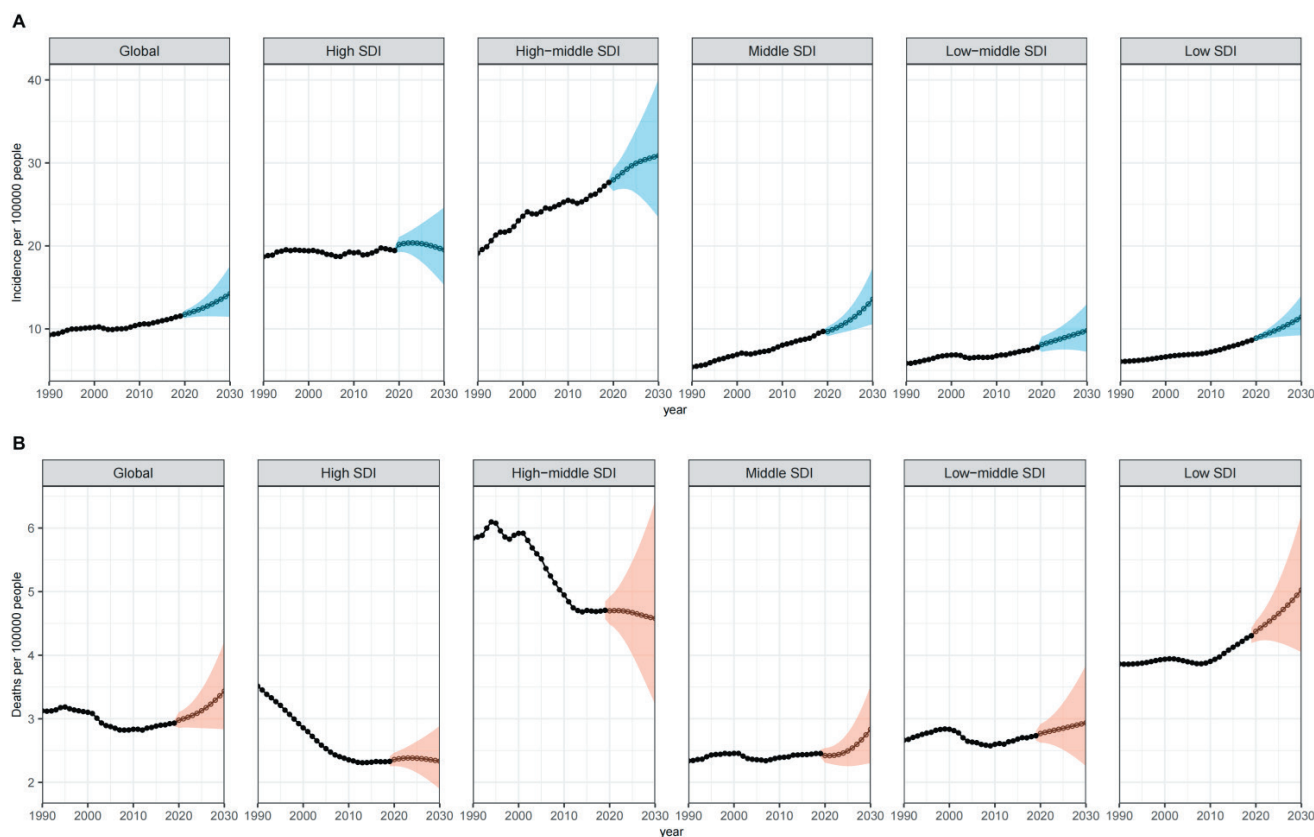 A
Global
High SDI
High−middle SDI
Middle SDI
Low−middle SDI
Low SDI
Incidence per 100000 people
40
30
20
10
1990 2000 2010 2020 2030
1990 2000 2010 2020 2030
1990 2000 2010 2020 2030
1990 2000 2010 2020 2030
1990 2000 2010 2020 2030
1990 2000 2010 2020 2030
year
B
Global
High SDI
High−middle SDI
Middle SDI
Low−middle SDI
Low SDI
Deaths per 100000 people
6
5
4
3
2
1990 2000 2010 2020 2030
1990 2000 2010 2020 2030
1990 2000 2010 2020 2030
1990 2000 2010 2020 2030
1990 2000 2010 2020 2030
1990 2000 2010 2020 2030
year